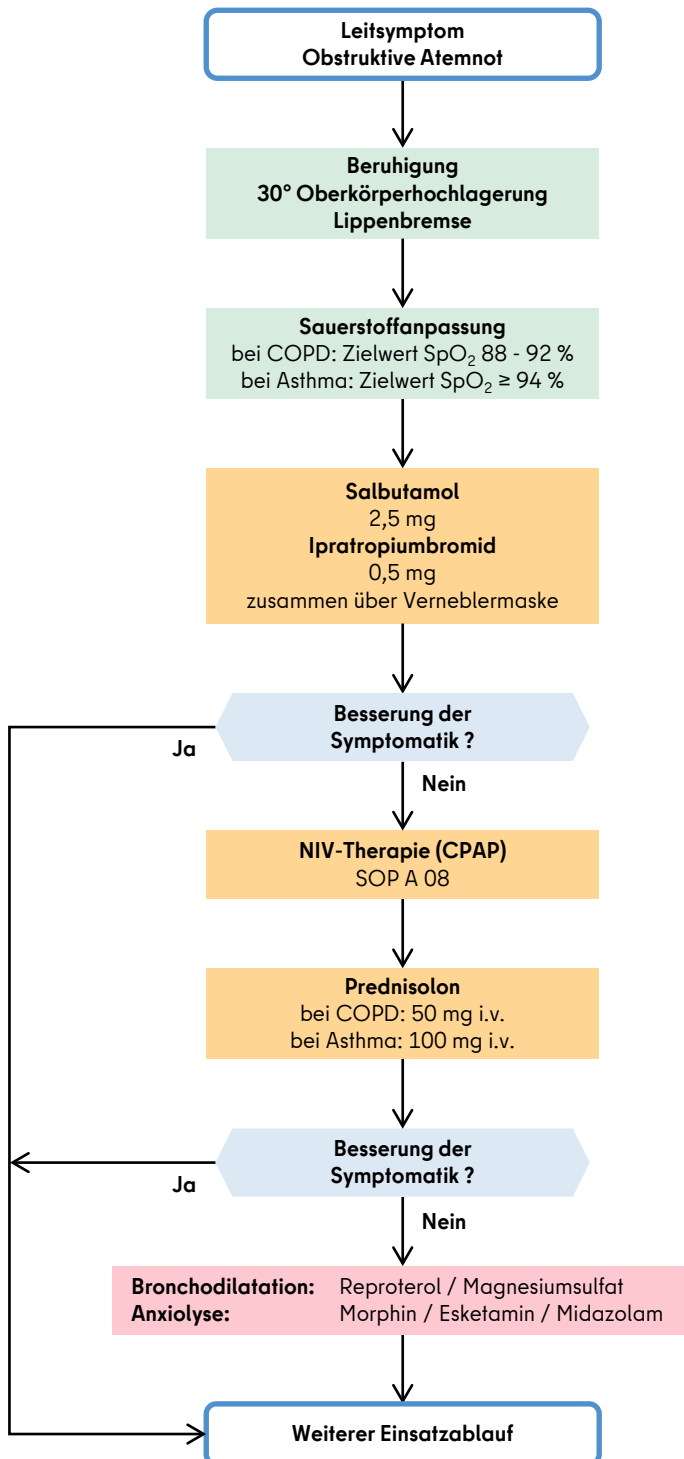 Leitsymptom
Obstruktive Atemnot
Beruhigung
30° Oberkörperhochlagerung
Lippenbremse
Sauerstoffanpassung
bei COPD: Zielwert SpO₂ 88 - 92 %
bei Asthma: Zielwert SpO₂ ≥ 94 %
Salbutamol
2,5 mg
Ipratropiumbromid
0,5 mg
zusammen über Verneblermaske
Besserung der
Symptomatik ?
Ja
Nein
NIV-Therapie (CPAP)
SOP A 08
Prednisolon
bei COPD: 50 mg i.v.
bei Asthma: 100 mg i.v.
Besserung der
Symptomatik ?
Ja
Nein
Bronchodilatation: Reproterol / Magnesiumsulfat
Anxiolyse: Morphin / Esketamin / Midazolam
Weiterer Einsatzablauf